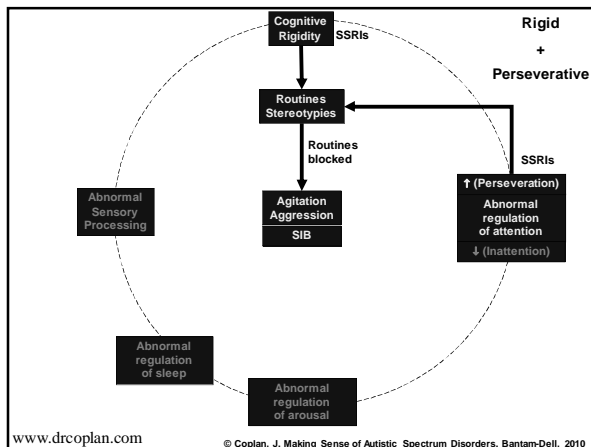 Cognitive
Rigidity
SSRIs
Rigid
+
Perseverative
Routines
Stereotypies
Routines
blocked
SSRIs
↑ (Perseveration)
Abnormal
regulation
of attention
↓ (Inattention)
Abnormal
Sensory
Processing
Agitation
Aggression
SIB
Abnormal
regulation
of sleep
Abnormal
regulation
of arousal
www.drcoplan.com
© Coplan, J. Making Sense of Autistic Spectrum Disorders, Bantam-Dell, 2010